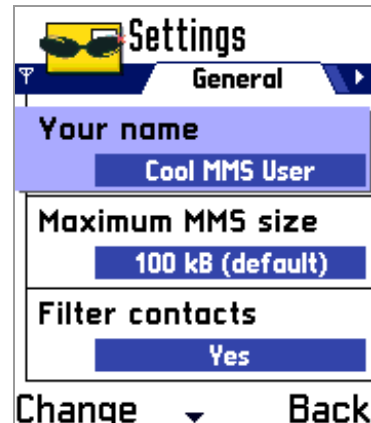 Settings
General
Your name
Cool MMS User
Maximum MMS size
100 kB (default)
Filter contacts
Yes
Change Back